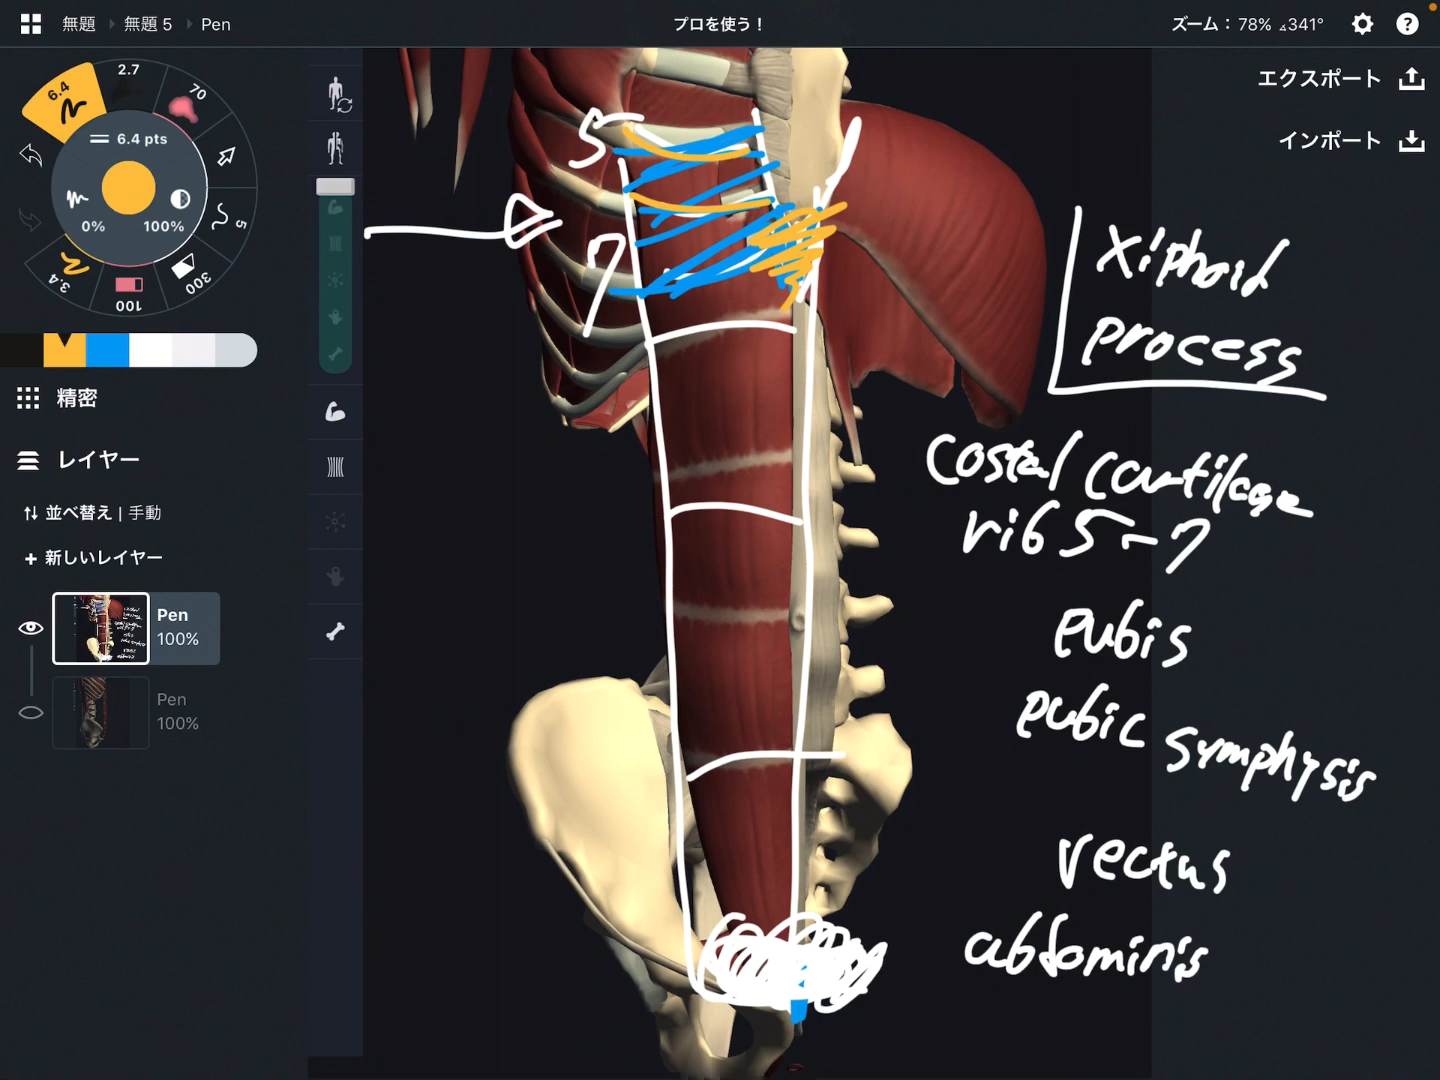 無題 無題 5 Pen
プロを使う！
ズーム： 78% ⊿341°
エクスポート
インポート
2.7
6.4
70
6.4 pts
0%
100%
5
300
100
3.4
精密
レイヤー
並べ替え | 手動
+ 新しいレイヤー
Pen
100%
Pen
100%
5
7
xiphoid
process
costal cartilage
rib 5-7
pubis
pubic symphysis
rectus
abdominis